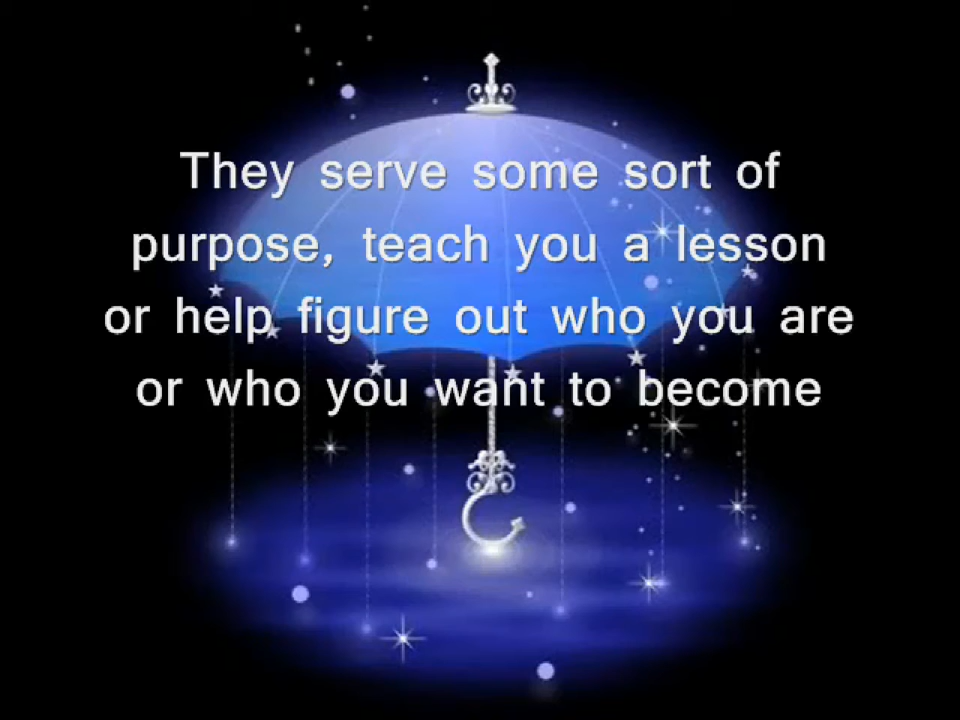 They serve some sort of
purpose, teach you a lesson
or help figure out who you are
or who you want to become